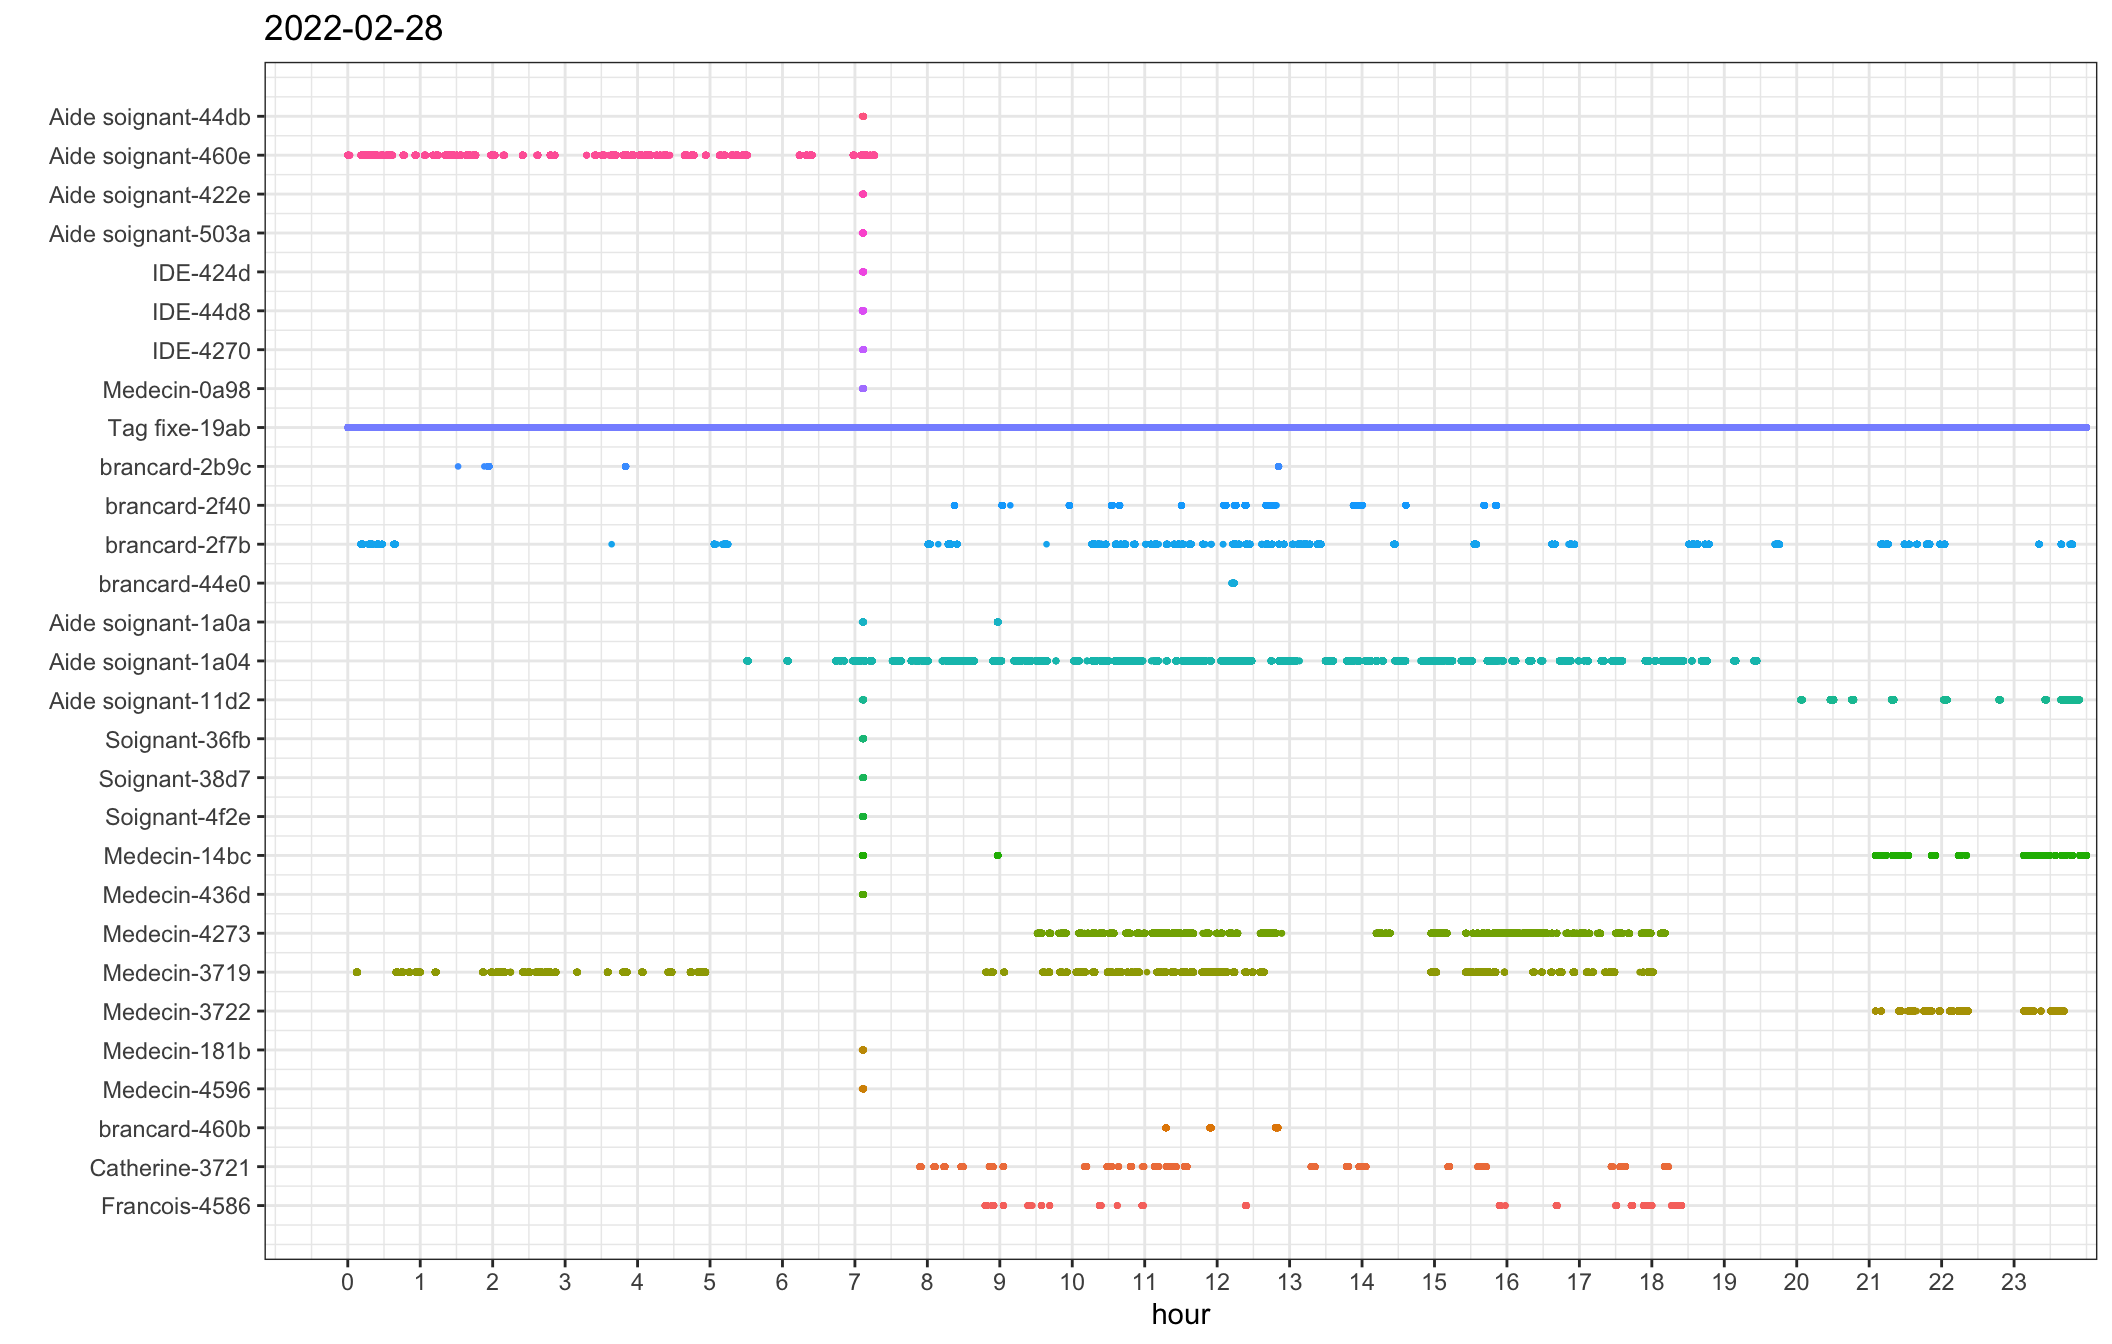 2022-02-28
Aide soignant-44db
Aide soignant-460e
Aide soignant-422e
Aide soignant-503a
IDE-424d
IDE-44d8
IDE-4270
Medecin-0a98
Tag fixe-19ab
brancard-2b9c
brancard-2f40
brancard-2f7b
brancard-44e0
Aide soignant-1a0a
Aide soignant-1a04
Aide soignant-11d2
Soignant-36fb
Soignant-38d7
Soignant-4f2e
Medecin-14bc
Medecin-436d
Medecin-4273
Medecin-3719
Medecin-3722
Medecin-181b
Medecin-4596
brancard-460b
Catherine-3721
Francois-4586
0 1 2 3 4 5 6 7 8 9 10 11 12 13 14 15 16 17 18 19 20 21 22 23
hour